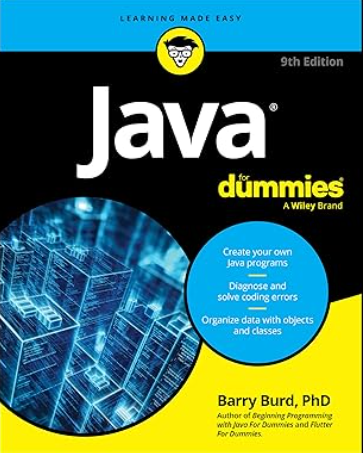 LEARNING MADE EASY
9th Edition
Java®
for
dummies®
A Wiley Brand
Create your own
Java programs
Diagnose and
solve coding errors
Organize data with objects
and classes
Barry Burd, PhD
Author of Beginning Programming
with Java For Dummies and Flutter
For Dummies.